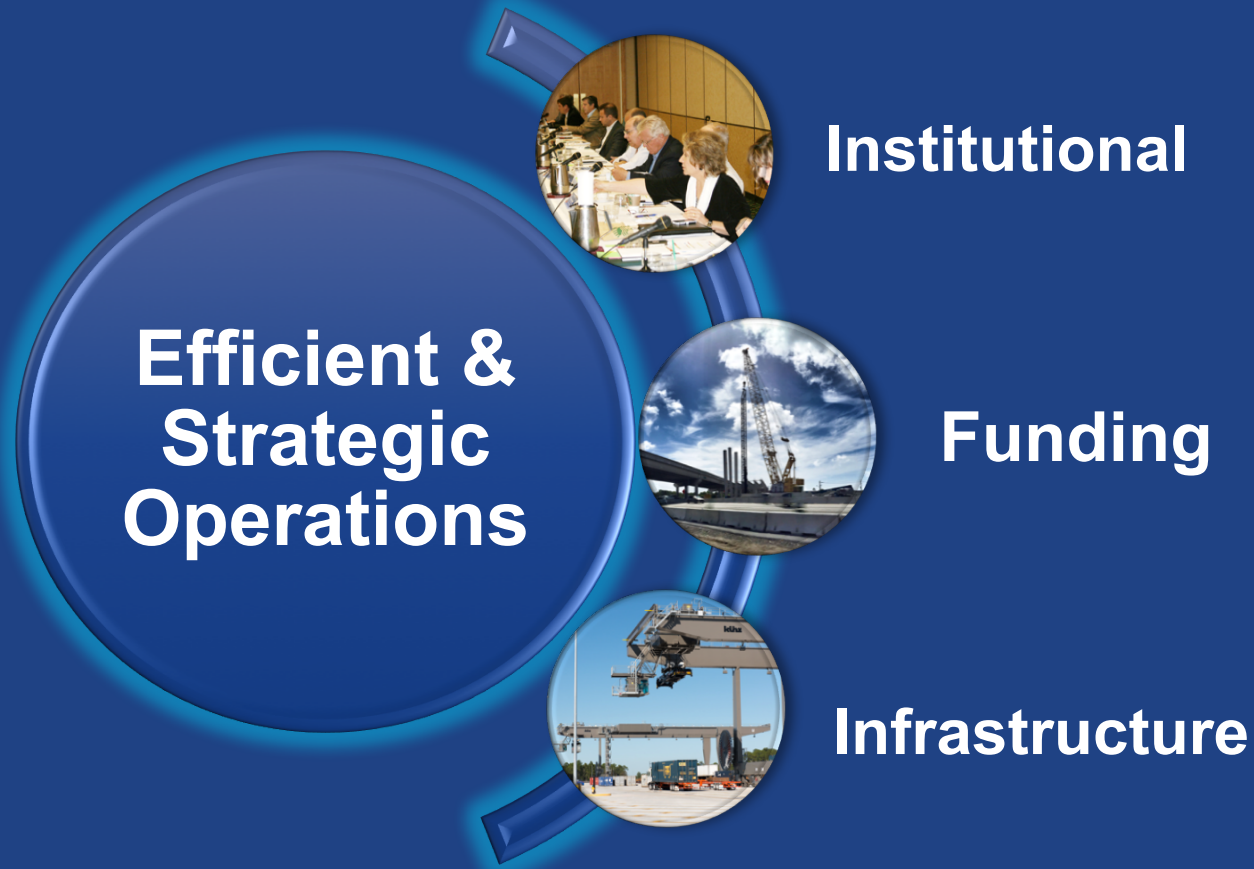 Institutional
Efficient &
Strategic
Operations
Funding
Infrastructure